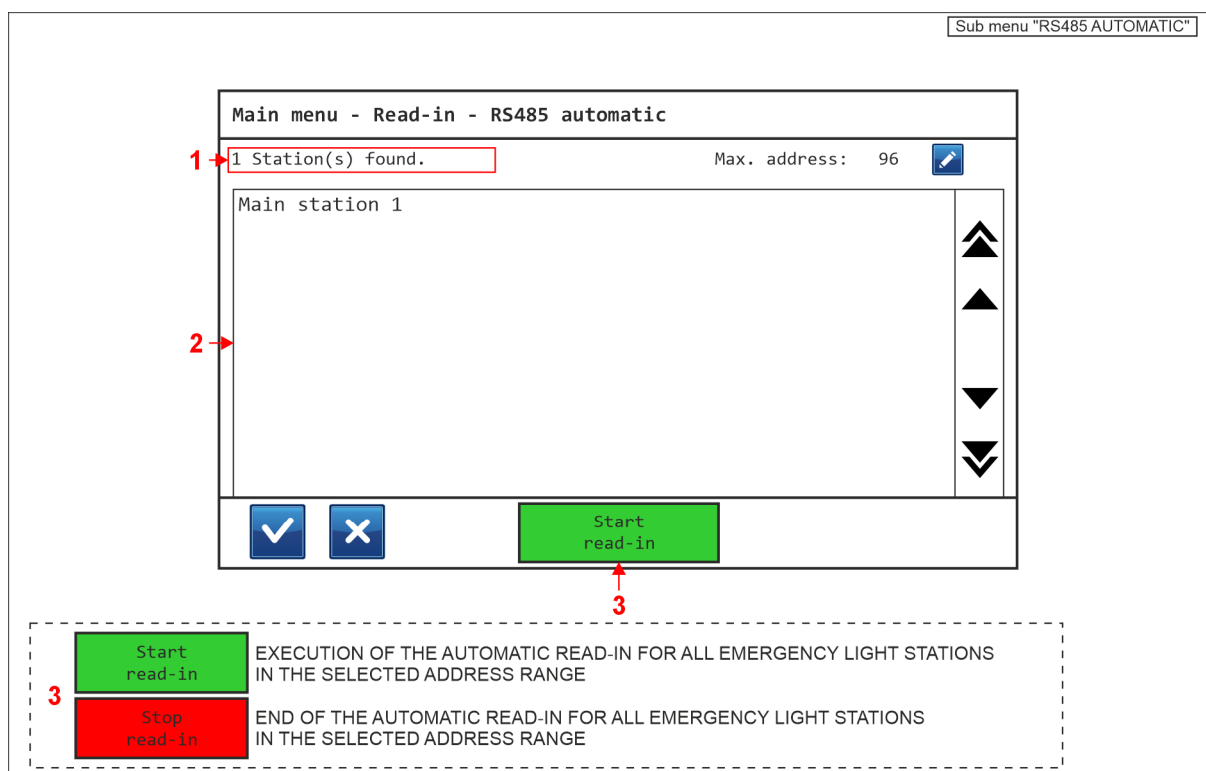 Sub menu "RS485 AUTOMATIC"
Main menu - Read-in - RS485 automatic
1
1 Station(s) found.
Max. address: 96
Main station 1
2
Start
read-in
3
3
Start
read-in
EXECUTION OF THE AUTOMATIC READ-IN FOR ALL EMERGENCY LIGHT STATIONS
IN THE SELECTED ADDRESS RANGE
Stop
read-in
END OF THE AUTOMATIC READ-IN FOR ALL EMERGENCY LIGHT STATIONS
IN THE SELECTED ADDRESS RANGE